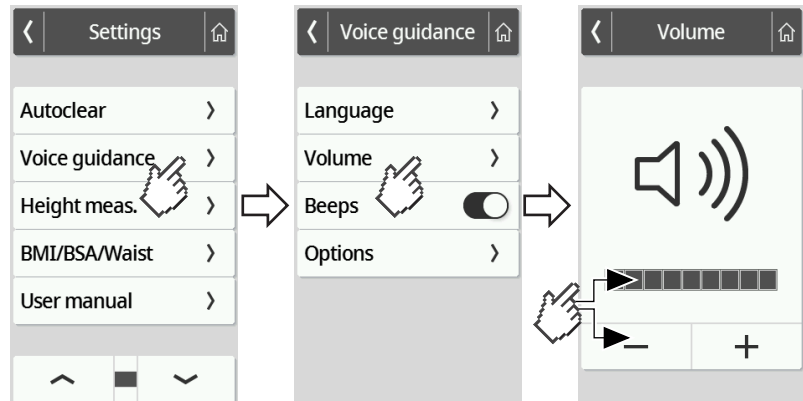 Settings
Autoclear
Voice guidance
Height meas.
BMI/BSA/Waist
User manual
Voice guidance
Language
Volume
Beeps
Options
Volume
− +